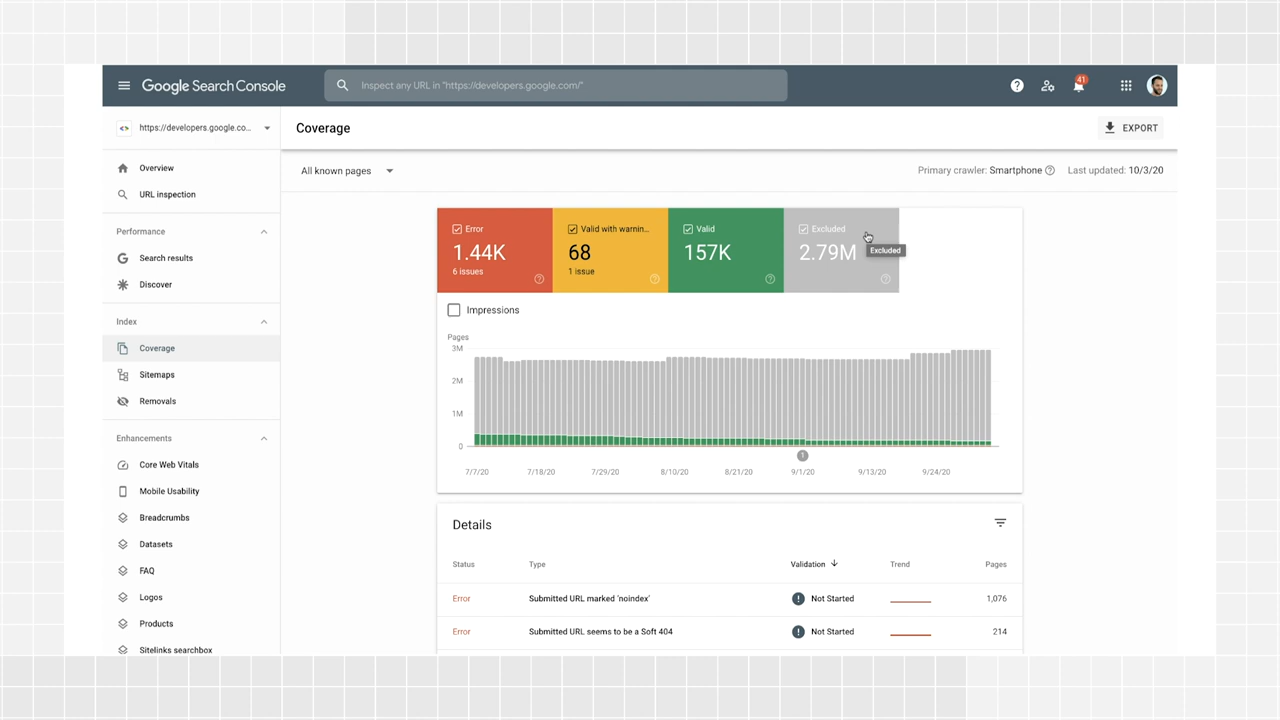 Google Search Console
Inspect any URL in "https://developers.google.com/"
41
https://developers.google.co...
Coverage
EXPORT
All known pages
Primary crawler: Smartphone
Last updated: 10/3/20
Overview
URL inspection
Performance
Search results
Discover
Index
Coverage
Sitemaps
Removals
Enhancements
Core Web Vitals
Mobile Usability
Breadcrumbs
Datasets
FAQ
Logos
Products
Sitelinks searchbox
Error
1.44K
6 issues
Valid with warnin...
68
1 issue
Valid
157K
Excluded
2.79M
Excluded
Impressions
Pages
3M
2M
1M
0
1
7/7/20 7/18/20 7/29/20 8/10/20 8/21/20 9/1/20 9/13/20 9/24/20
Details
Status Type Validation Trend Pages
Error Submitted URL marked 'noindex' Not Started 1,076
Error Submitted URL seems to be a Soft 404 Not Started 214